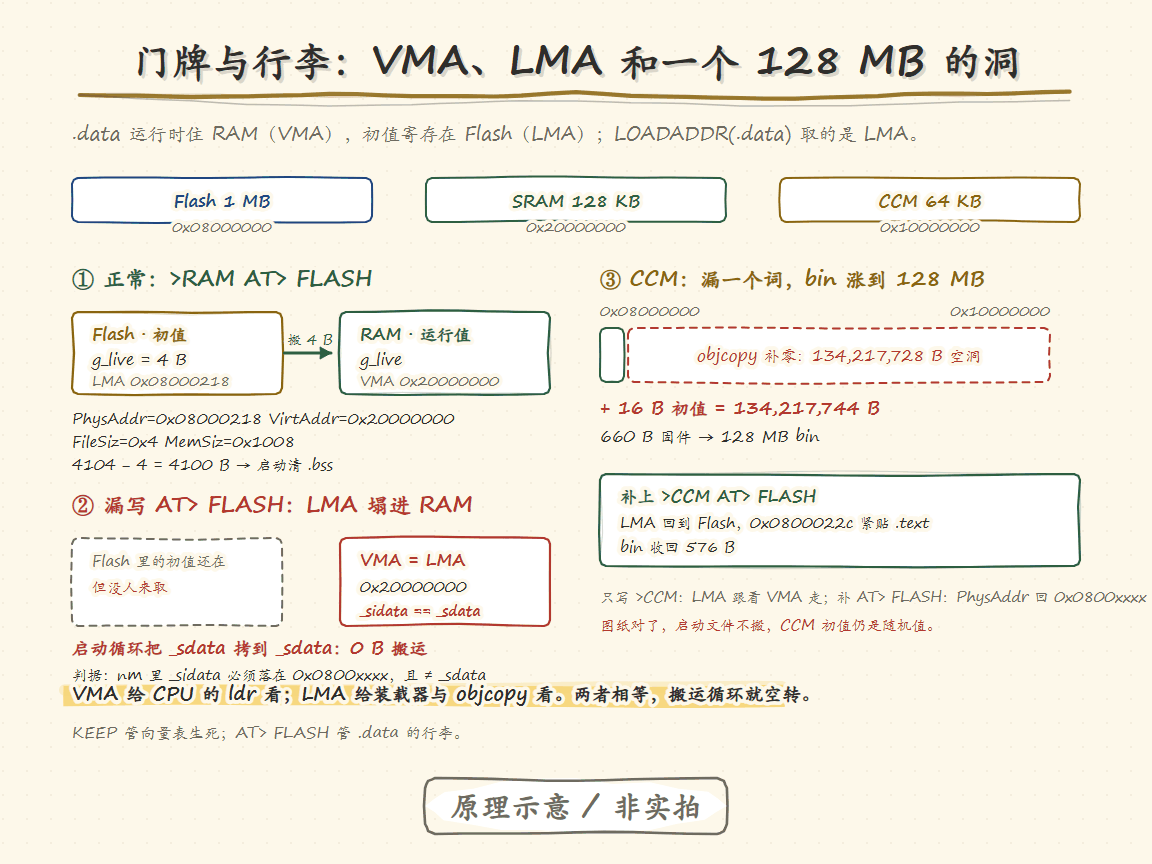 门牌与行李：VMA、LMA 和一个 128 MB 的洞
.data 运行时住 RAM（VMA），初值寄存在 Flash（LMA）；LOADADDR(.data) 取的是 LMA。
Flash 1 MB
0x08000000
SRAM 128 KB
0x20000000
CCM 64 KB
0x10000000
① 正常：>RAM AT> FLASH
Flash · 初值
g_live = 4 B
LMA 0x08000218
搬 4 B
RAM · 运行值
g_live
VMA 0x20000000
PhysAddr=0x08000218 VirtAddr=0x20000000
FileSiz=0x4 MemSiz=0x1008
4104 − 4 = 4100 B → 启动清 .bss
② 漏写 AT> FLASH：LMA 塌进 RAM
Flash 里的初值还在
但没人来取
VMA = LMA
0x20000000
_sidata == _sdata
启动循环把 _sdata 拷到 _sdata：0 B 搬运
判据：nm 里 _sidata 必须落在 0x0800xxxx，且 ≠ _sdata
③ CCM：漏一个词，bin 涨到 128 MB
0x08000000
0x10000000
objcopy 补零：134,217,728 B 空洞
+ 16 B 初值 = 134,217,744 B
660 B 固件 → 128 MB bin
补上 >CCM AT> FLASH
LMA 回到 Flash，0x0800022c 紧贴 .text
bin 收回 576 B
只写 >CCM：LMA 跟着 VMA 走；补 AT> FLASH：PhysAddr 回 0x0800xxxx
图纸对了，启动文件不搬，CCM 初值仍是随机值。
VMA 给 CPU 的 ldr 看；LMA 给装载器与 objcopy 看。两者相等，搬运循环就空转。
KEEP 管向量表生死；AT> FLASH 管 .data 的行李。
原理示意 / 非实拍